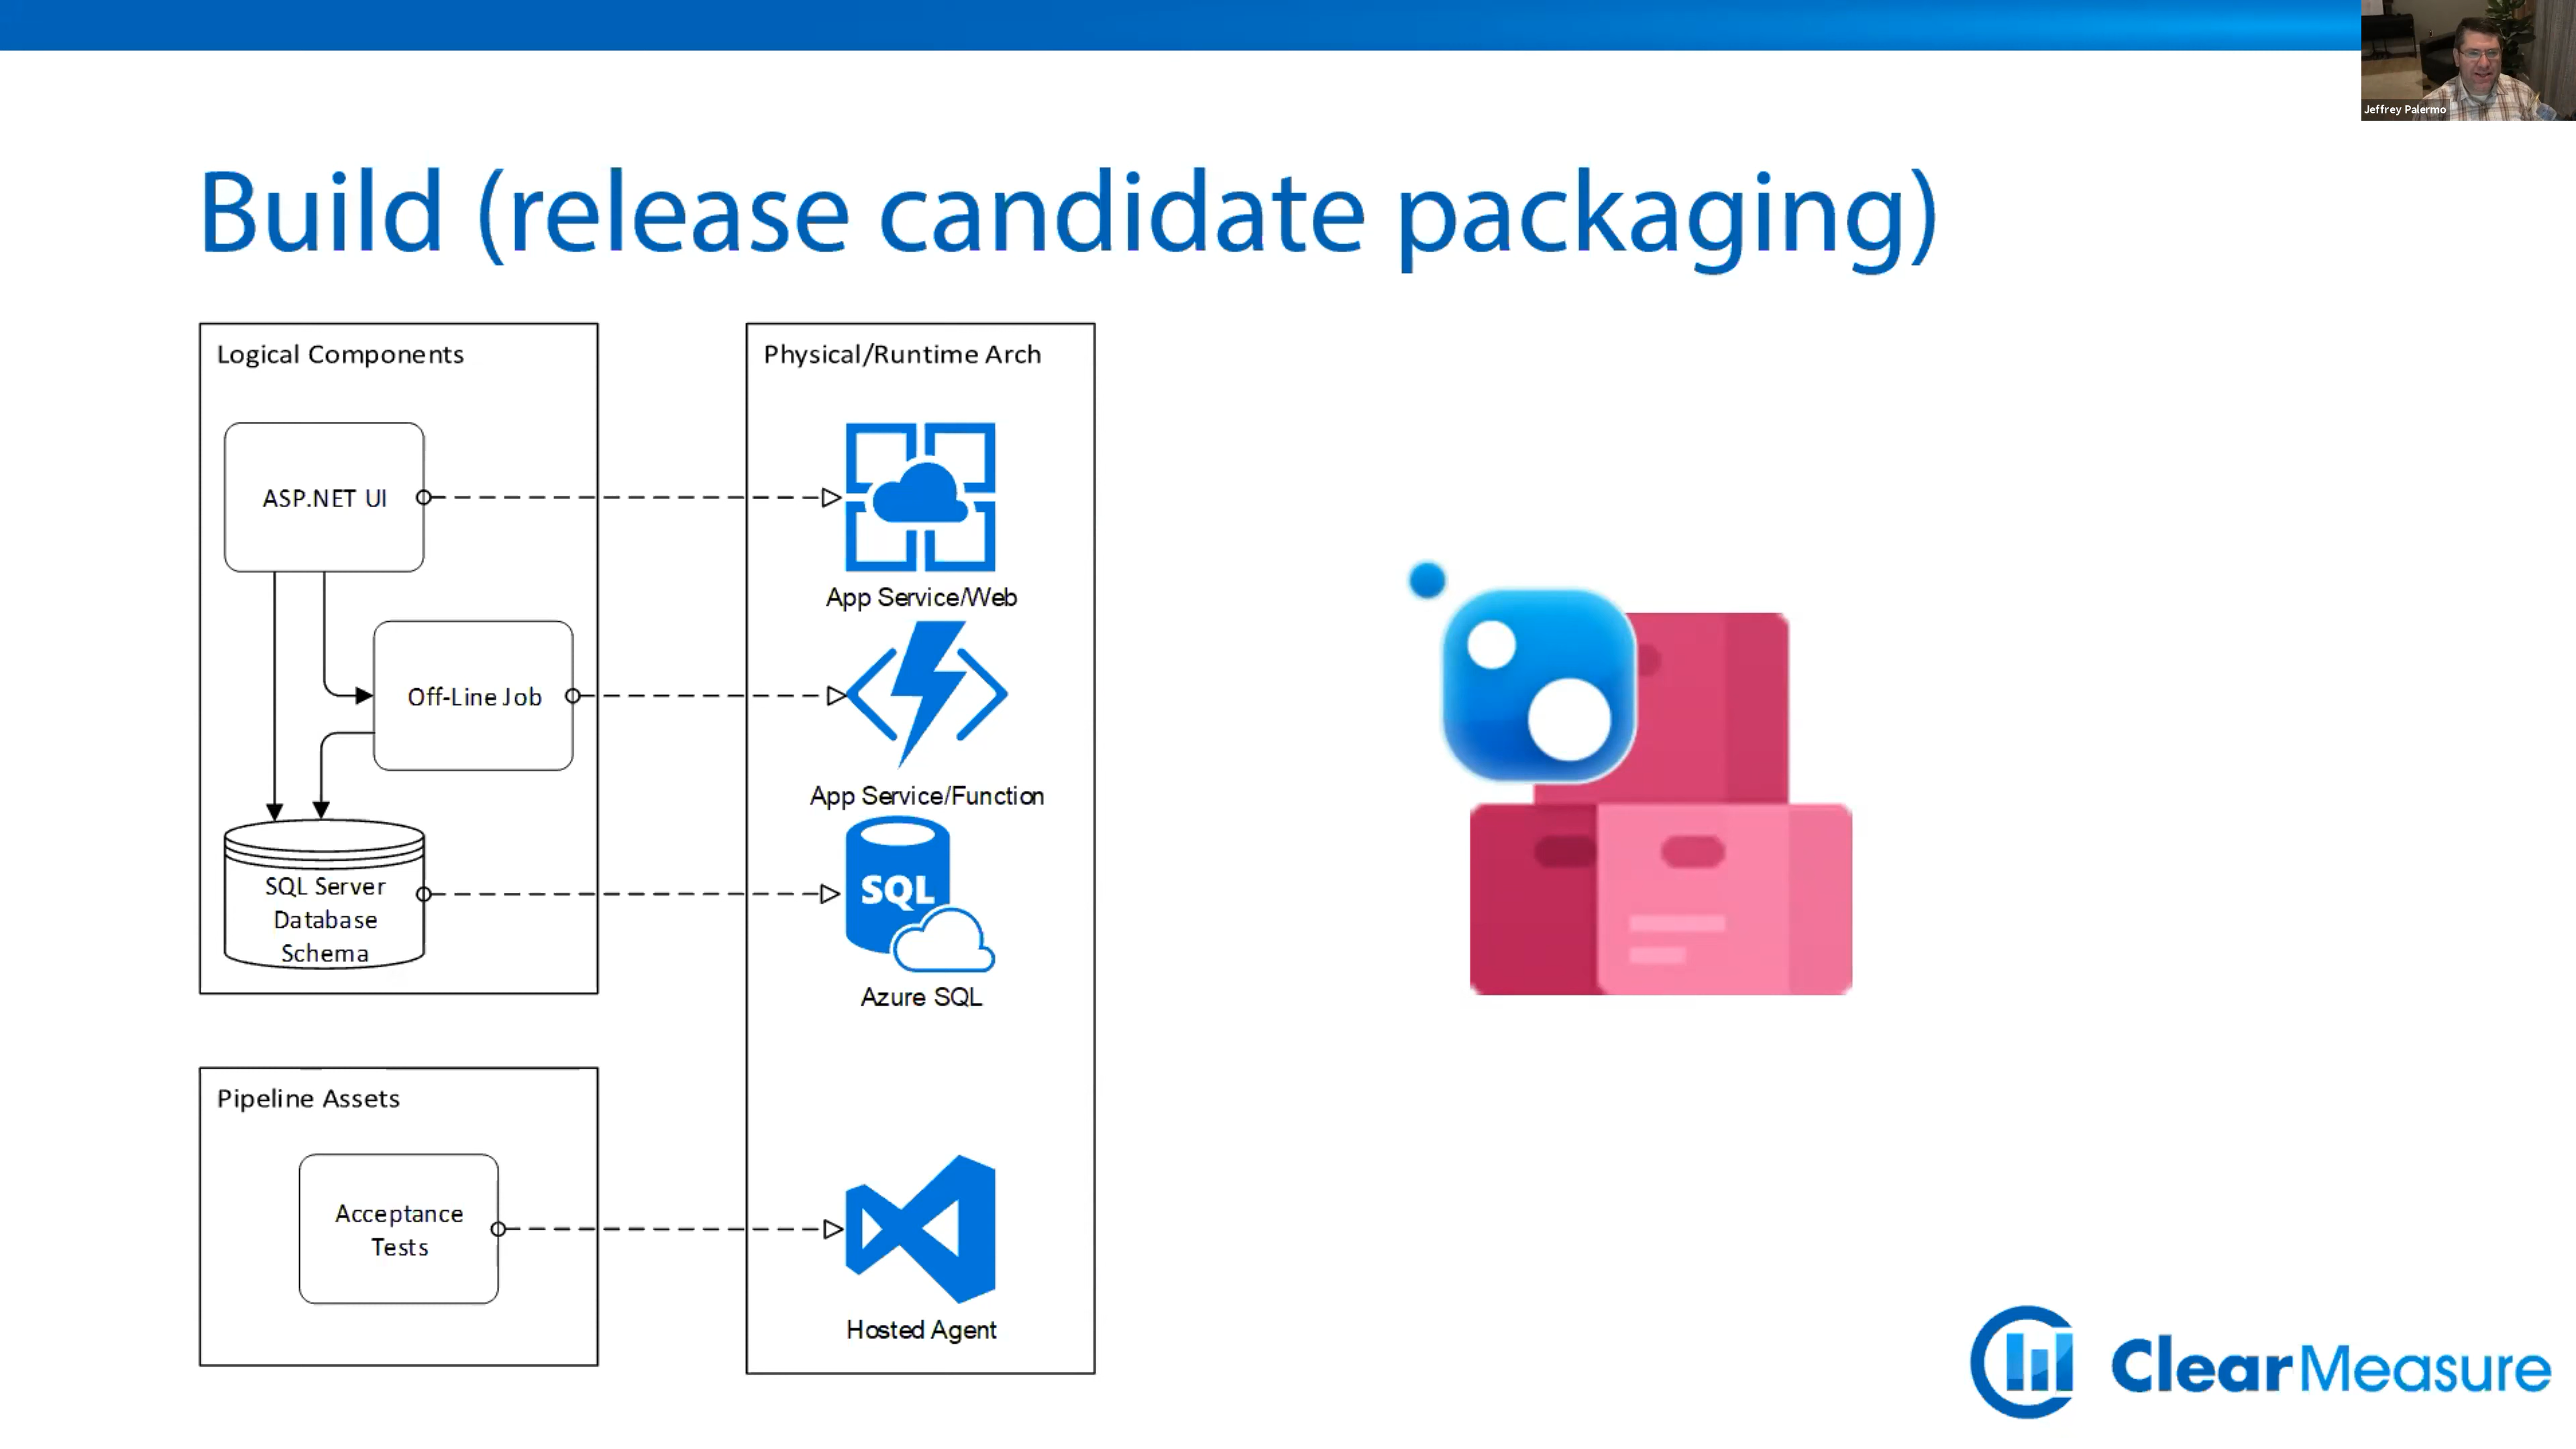 Jeffrey Palermo
Build (release candidate packaging)
Logical Components
ASP.NET UI
Off-Line Job
SQL Server
Database
Schema
Physical/Runtime Arch
App Service/Web
App Service/Function
SQL
Azure SQL
Hosted Agent
Pipeline Assets
Acceptance
Tests
ClearMeasure